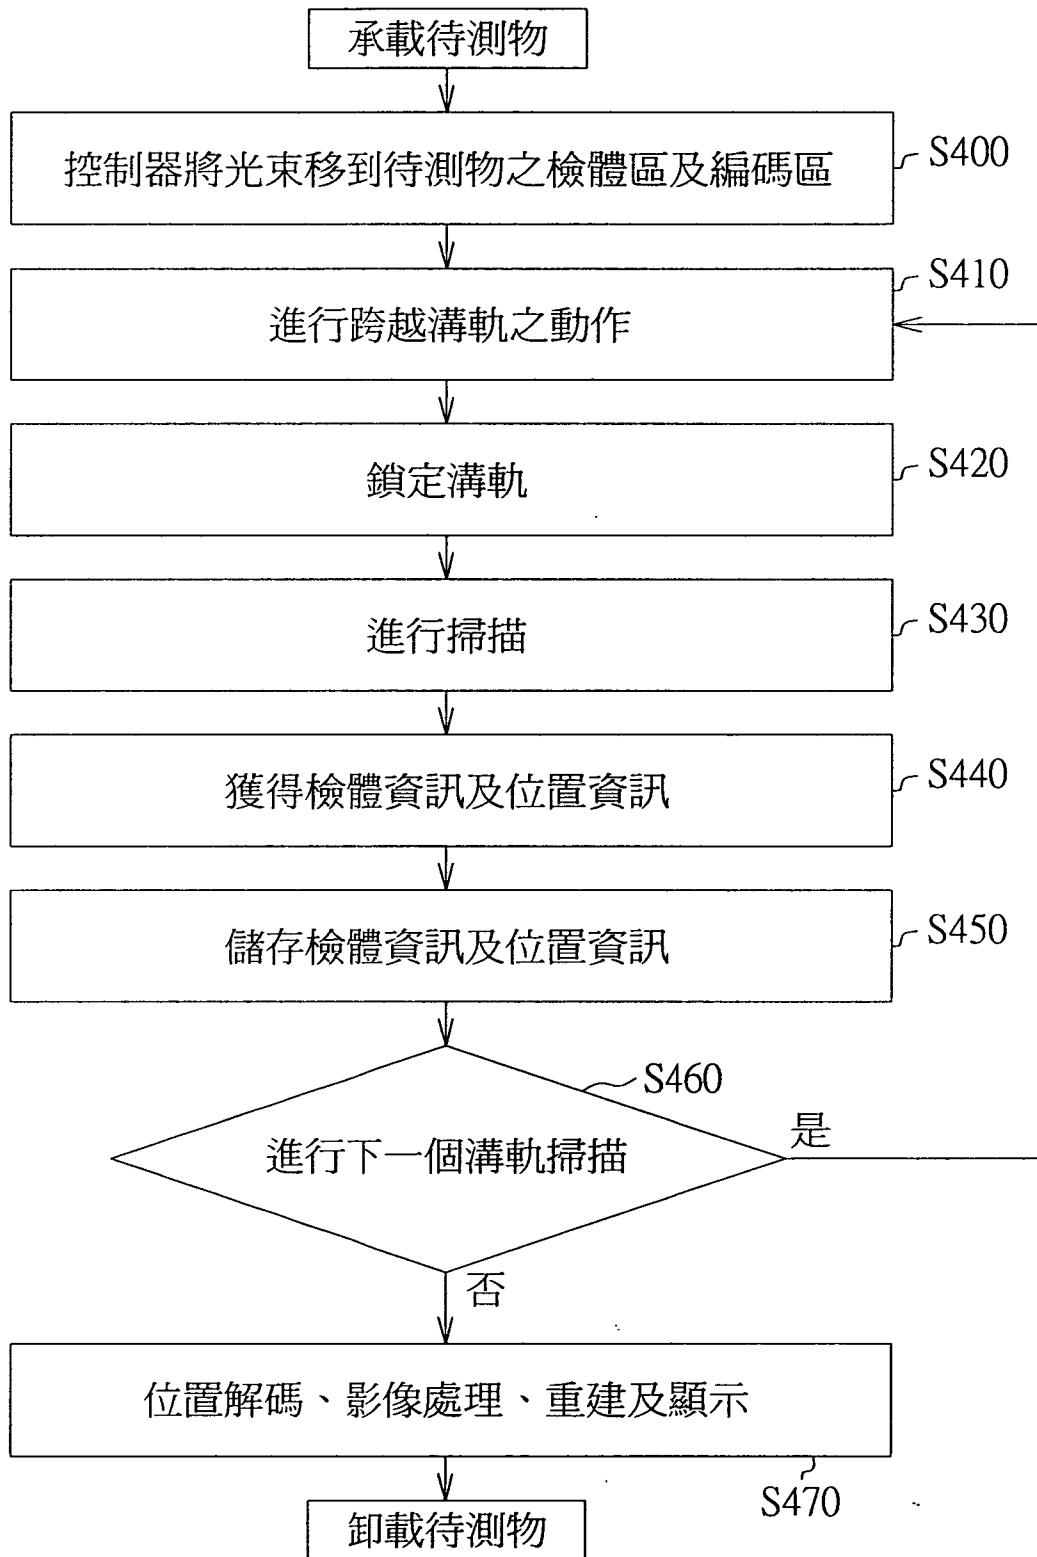 承載待測物
控制器將光束移到待測物之檢體區及編碼區
S400
S410
進行跨越溝軌之動作
鎖定溝軌
S420
進行掃描
S430
獲得檢體資訊及位置資訊
S440
儲存檢體資訊及位置資訊
S450
S460
進行下一個溝軌掃描
是
否
位置解碼、影像處理、重建及顯示
S470
卸載待測物